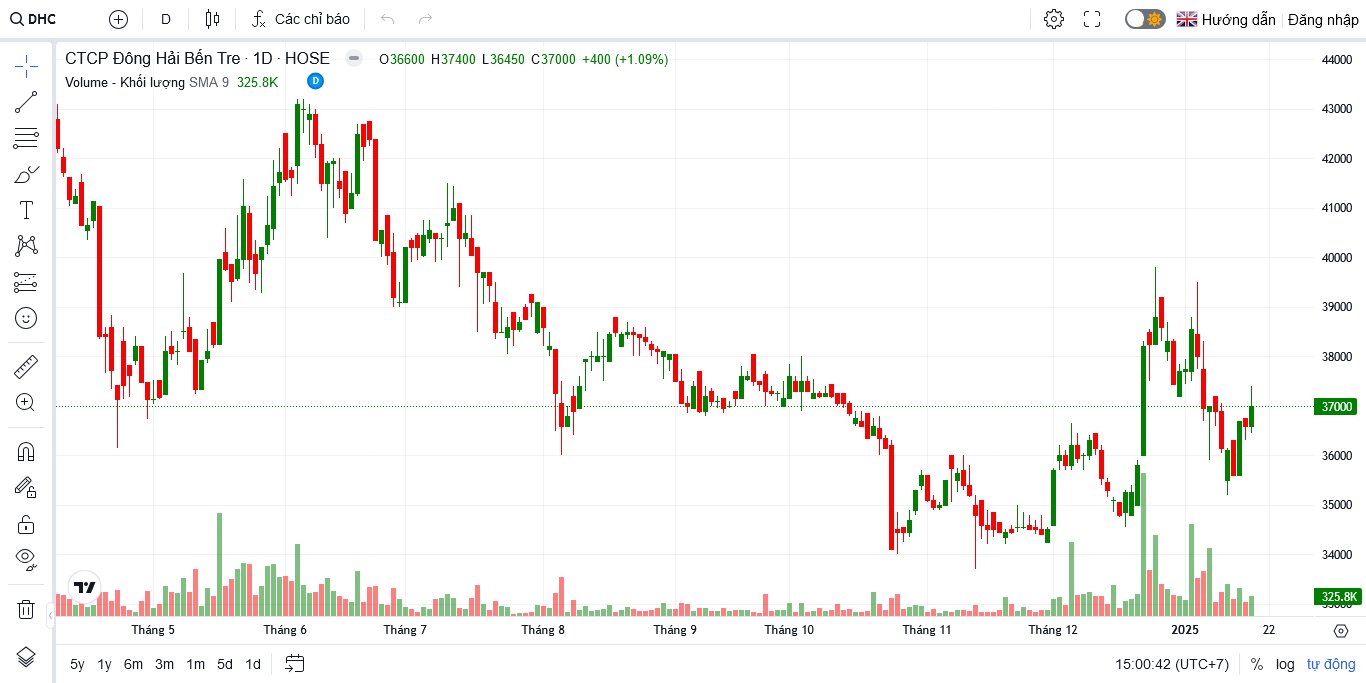 DHC D Các chỉ báo Hướng dẫn Đăng nhập
CTCP Đông Hải Bến Tre · 1D · HOSE O36600 H37400 L36450 C37000 +400 (+1.09%)
Volume - Khối lượng SMA 9 325.8K D
44000
43000
42000
41000
40000
39000
38000
37000
36000
35000
34000
325.8K
Tháng 5 Tháng 6 Tháng 7 Tháng 8 Tháng 9 Tháng 10 Tháng 11 Tháng 12 2025 22
5y 1y 6m 3m 1m 5d 1d 15:00:42 (UTC+7) % log tự động